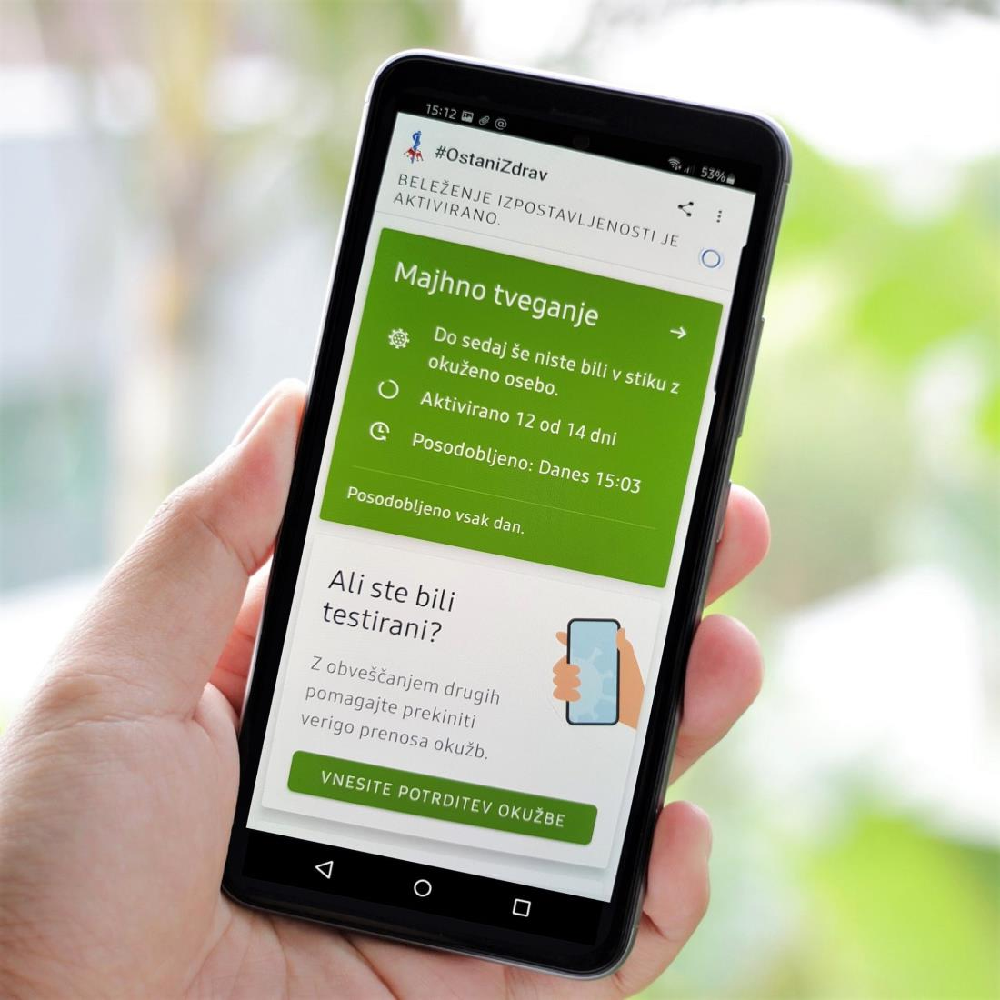 15:12 @ 53%
#OstaniZdrav
BELEŽENJE IZPOSTAVLJENOSTI JE
AKTIVIRANO.
Majhno tveganje
Do sedaj še niste bili v stiku z
okuženo osebo.
Aktivirano 12 od 14 dni
Posodobljeno: Danes 15:03
Posodobljeno vsak dan.
Ali ste bili
testirani?
Z obveščanjem drugih
pomagajte prekiniti
verigo prenosa okužb.
VNESITE POTRDITEV OKUŽBE